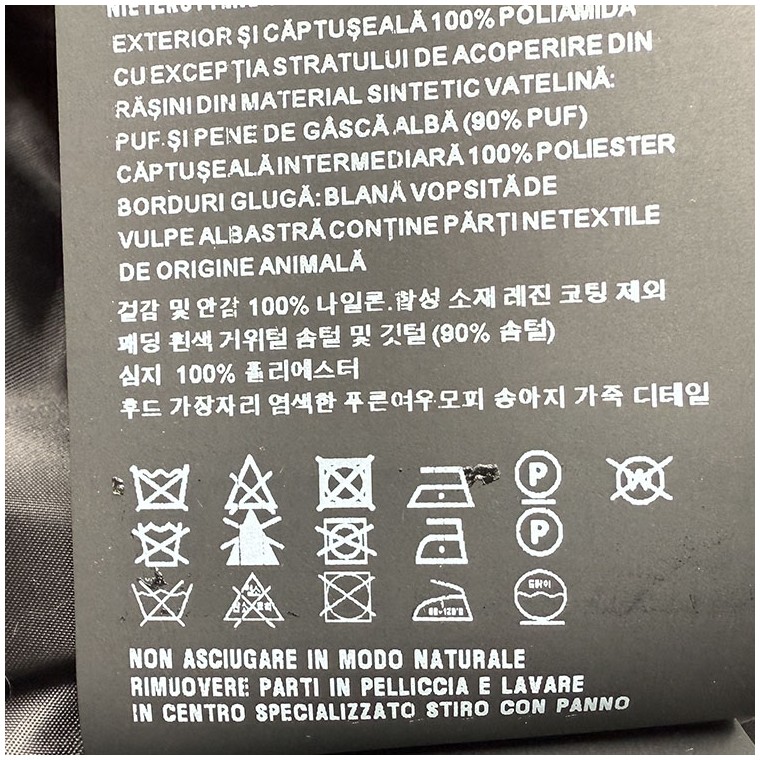 EXTERIOR ȘI CĂPTUȘEALĂ 100% POLIAMIDĂ
CU EXCEPȚIA STRATULUI DE ACOPERIRE DIN
RĂȘINI DIN MATERIAL SINTETIC VATELINĂ:
PUF ȘI PENE DE GÂSCĂ ALBĂ (90% PUF)
CĂPTUȘEALĂ INTERMEDIARĂ 100% POLIESTER
BORDURI GLUGĂ: BLANĂ VOPSITĂ DE
VULPE ALBASTRĂ CONȚINE PĂRȚI NETEXTILE
DE ORIGINE ANIMALĂ
겉감 및 안감 100% 나일론.합성 소재 레진 코팅 제외
패딩 흰색 거위털 솜털 및 깃털 (90% 솜털)
심지 100% 폴리에스터
후드 가장자리 염색한 푸른여우모피 송아지 가죽 디테일
P W
P
드라이
NON ASCIUGARE IN MODO NATURALE
RIMUOVERE PARTI IN PELLICCIA E LAVARE
IN CENTRO SPECIALIZZATO STIRO CON PANNO